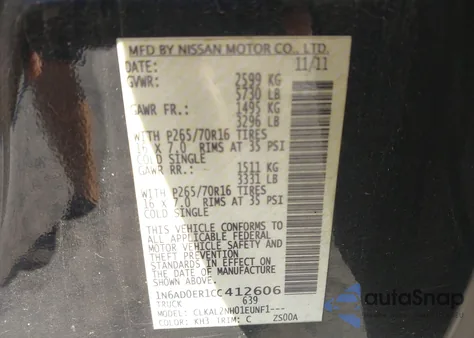 MFD BY NISSAN MOTOR CO., LTD.
DATE: 11/11
GVWR: 2599 KG
5730 LB
GAWR FR.: 1495 KG
3296 LB
WITH P265/70R16 TIRES
16 X 7.0 RIMS AT 35 PSI
COLD SINGLE
GAWR RR.: 1511 KG
3331 LB
WITH P265/70R16 TIRES
16 X 7.0 RIMS AT 35 PSI
COLD SINGLE
THIS VEHICLE CONFORMS TO
ALL APPLICABLE FEDERAL
MOTOR VEHICLE SAFETY AND
THEFT PREVENTION
STANDARDS IN EFFECT ON
THE DATE OF MFR. SHOWN
ABOVE.
1N6AD0ER1CC412606
TRUCK 639
MODEL: CLKAL2NH01EUNF1---
COLOR: KH3 TRIM: C ZS00A
autoSnap